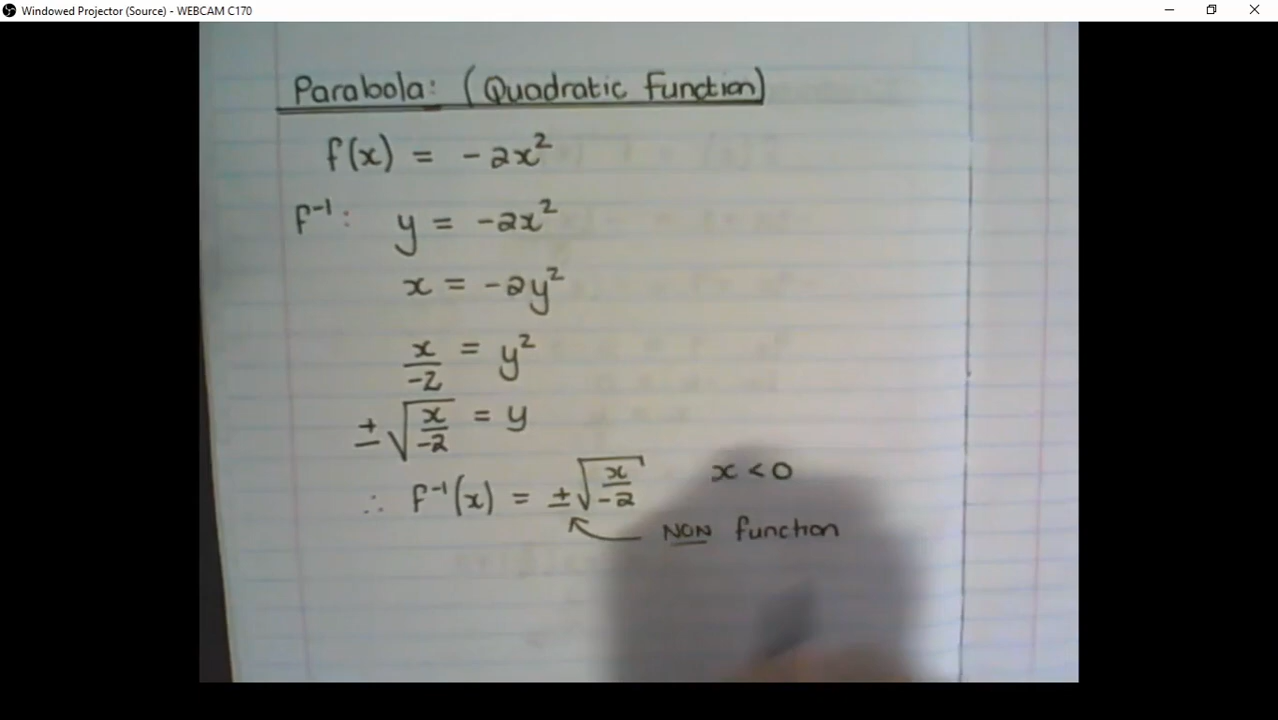 Windowed Projector (Source) - WEBCAM C170
Parabola: (Quadratic Function)
f(x) = -2x²
f⁻¹: y = -2x²
x = -2y²
x/-2 = y²
±√(x/-2) = y
∴ f⁻¹(x) = ±√(x/-2) x < 0
NON function